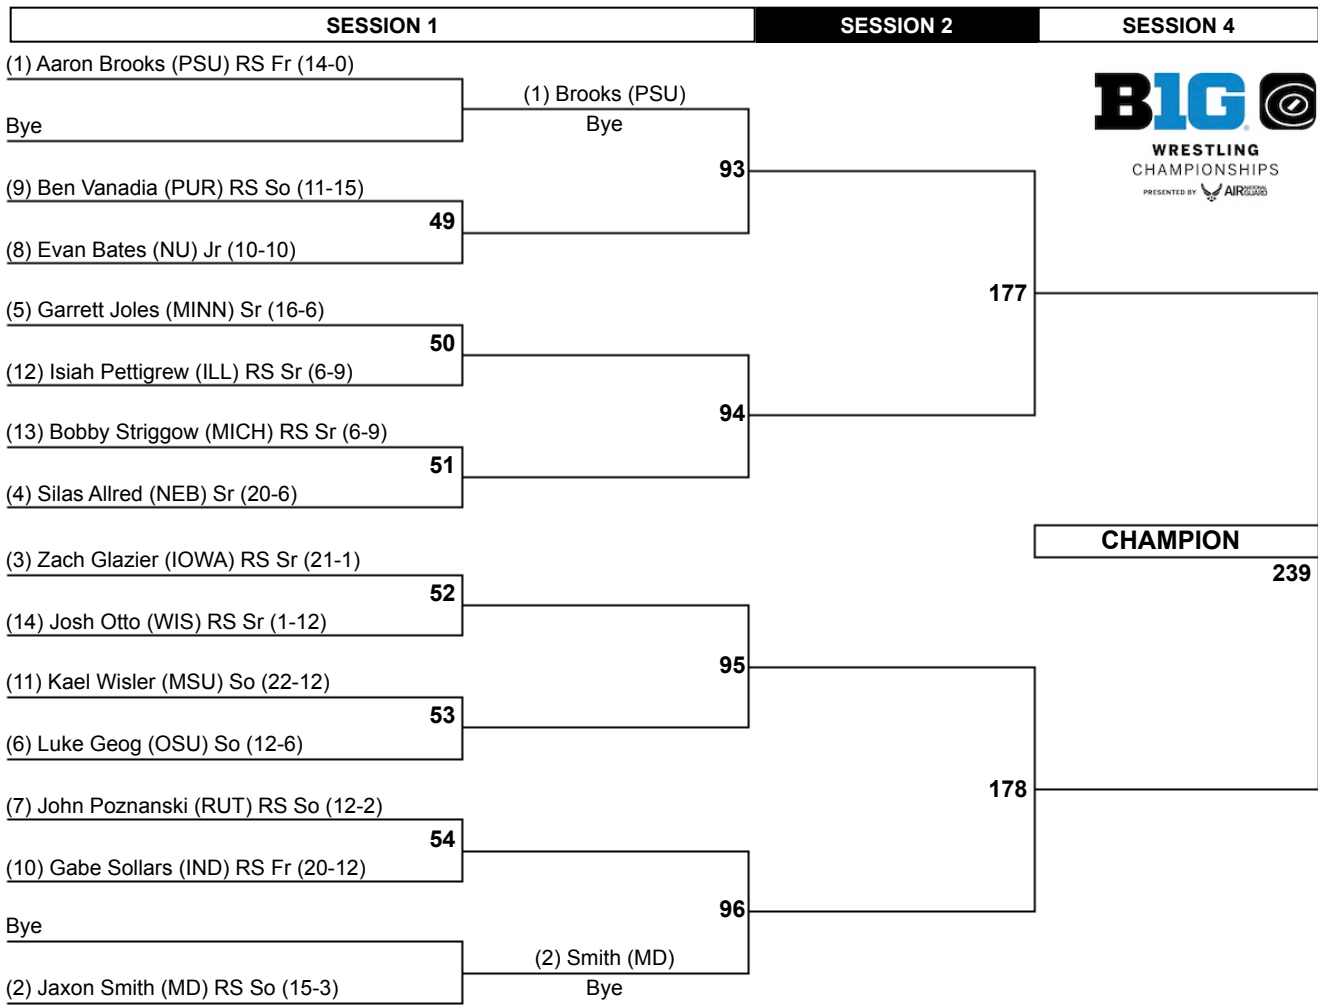 SESSION 1
SESSION 2
SESSION 4
(1) Aaron Brooks (PSU) RS Fr (14-0)
Bye
(1) Brooks (PSU)
Bye
93
(9) Ben Vanadia (PUR) RS So (11-15)
49
(8) Evan Bates (NU) Jr (10-10)
B1G
WRESTLING
CHAMPIONSHIPS
PRESENTED BY AIR NATIONAL GUARD
(5) Garrett Joles (MINN) Sr (16-6)
50
(12) Isiah Pettigrew (ILL) RS Sr (6-9)
94
177
(13) Bobby Striggow (MICH) RS Sr (6-9)
51
(4) Silas Allred (NEB) Sr (20-6)
CHAMPION
239
(3) Zach Glazier (IOWA) RS Sr (21-1)
52
(14) Josh Otto (WIS) RS Sr (1-12)
95
(11) Kael Wisler (MSU) So (22-12)
53
(6) Luke Geog (OSU) So (12-6)
178
(7) John Poznanski (RUT) RS So (12-2)
54
(10) Gabe Sollars (IND) RS Fr (20-12)
96
Bye
(2) Smith (MD)
Bye
(2) Jaxon Smith (MD) RS So (15-3)